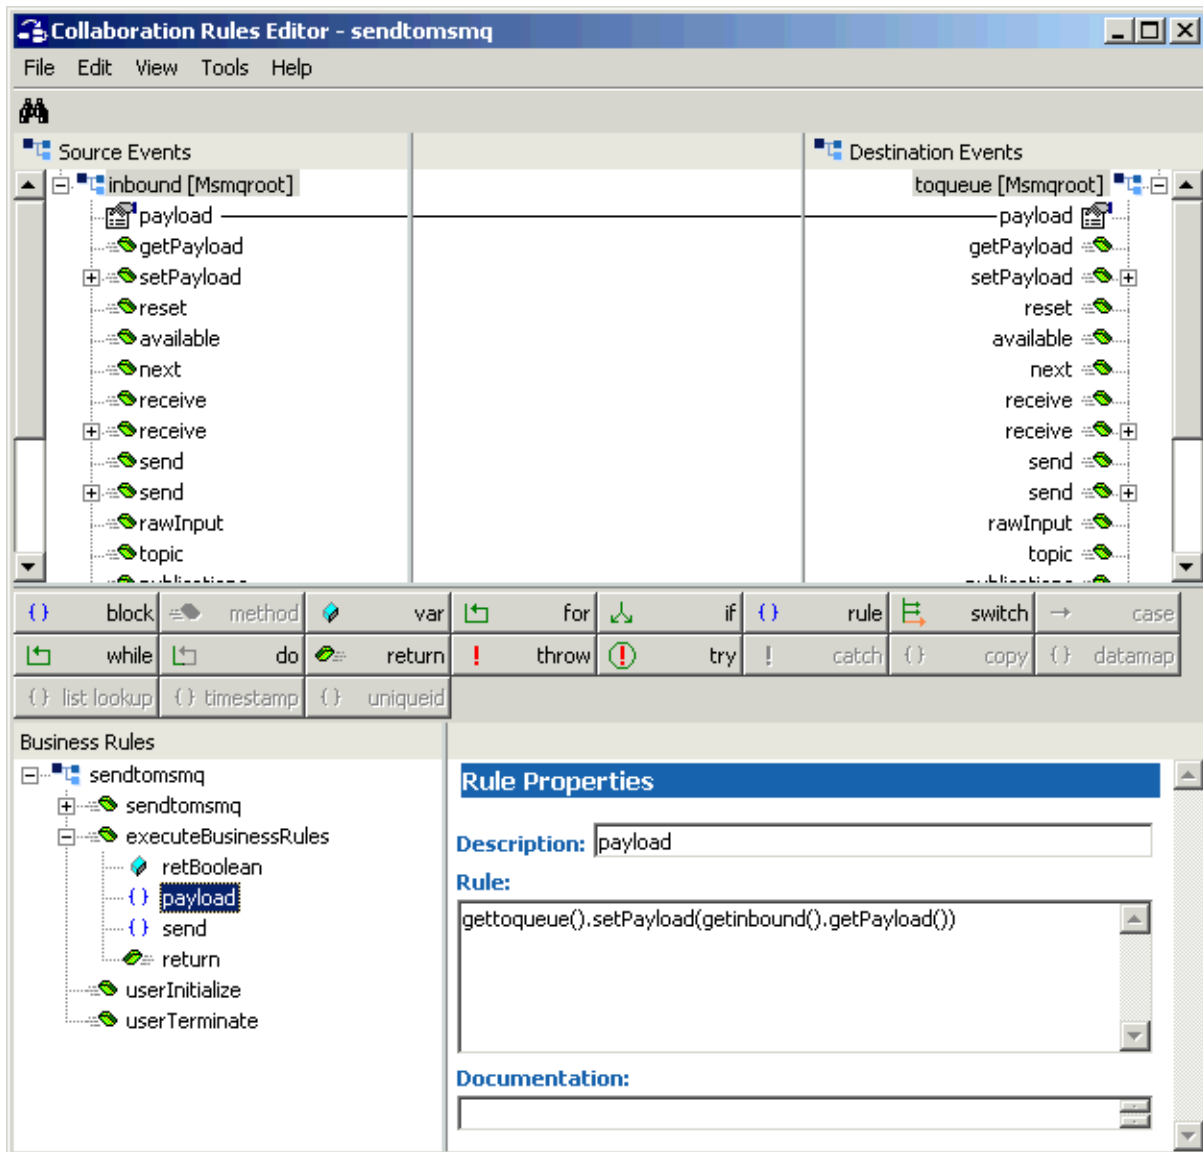 Collaboration Rules Editor - sendtomsmq
File Edit View Tools Help
Source Events
Destination Events
inbound [Msmqroot]
toqueue [Msmqroot]
payload
payload
getPayload
getPayload
setPayload
setPayload
reset
reset
available
available
next
next
receive
receive
receive
receive
send
send
send
send
rawInput
rawInput
topic
topic
block method var for if rule switch case
while do return throw try catch copy datamap
list lookup timestamp uniqueid
Business Rules
sendtomsmq
sendtomsmq
executeBusinessRules
retBoolean
payload
send
return
userInitialize
userTerminate
Rule Properties
Description: payload
Rule:
gettoqueue().setPayload(getinbound().getPayload())
Documentation: